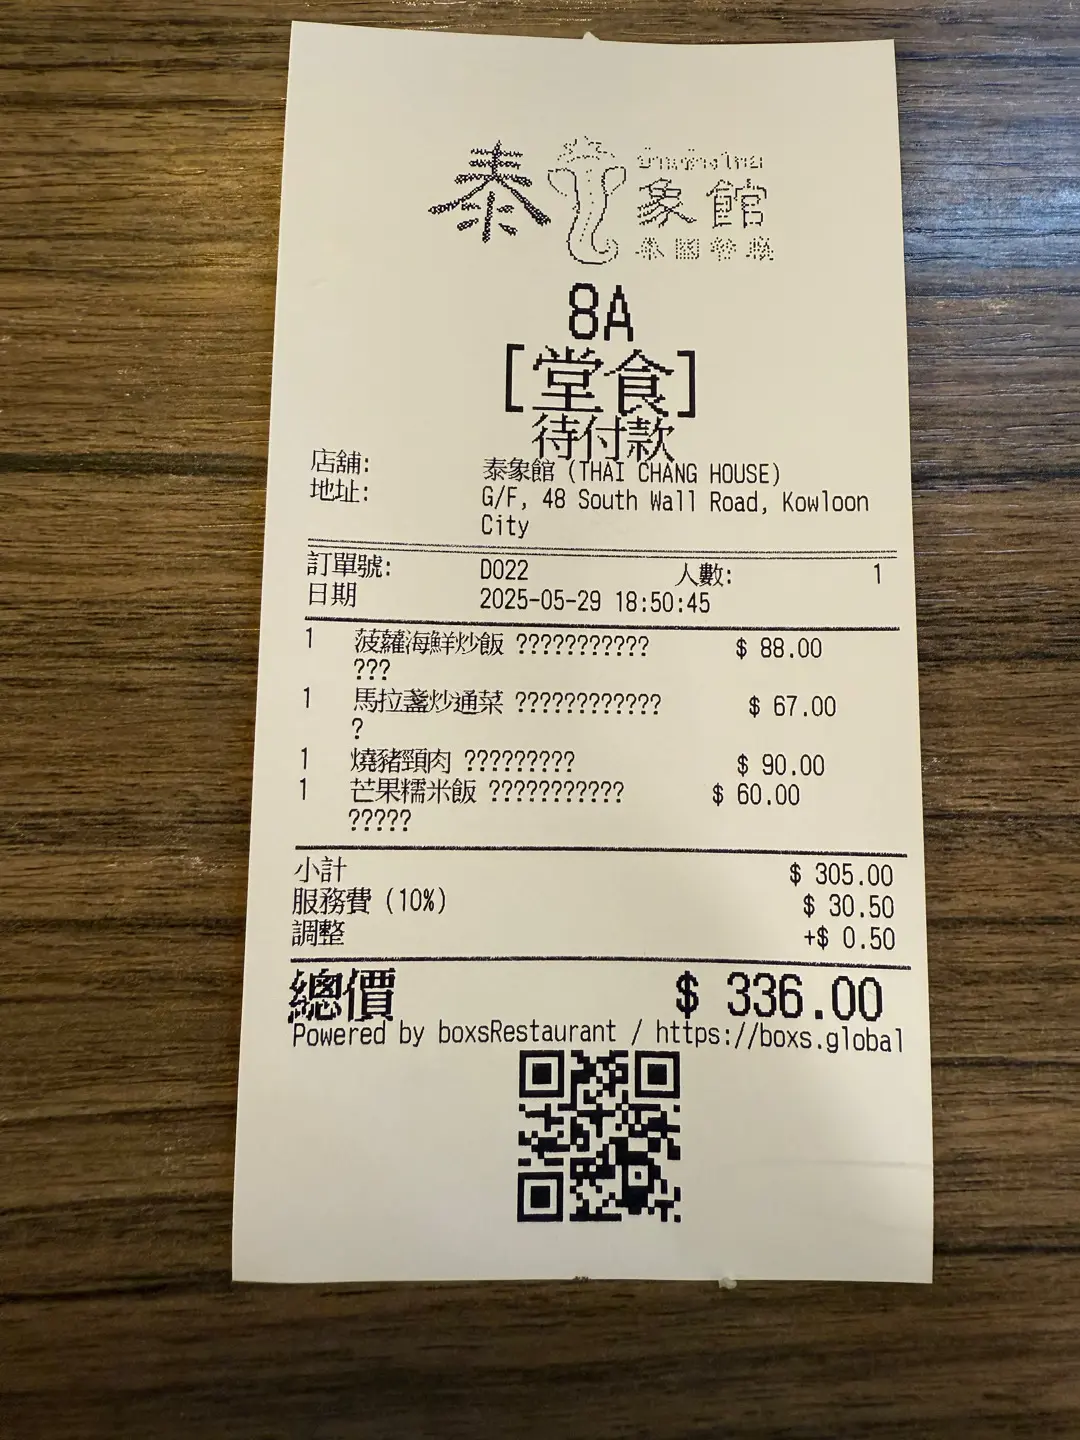 泰 象館
泰國餐廳
8A
[堂食]
待付款
店舖: 泰象館 (THAI CHANG HOUSE)
地址: G/F, 48 South Wall Road, Kowloon
City
訂單號: D022 人數: 1
日期 2025-05-29 18:50:45
1 菠蘿海鮮炒飯 ??????????? $ 88.00
???
1 馬拉盞炒通菜 ???????????? $ 67.00
?
1 燒豬頸肉 ????????? $ 90.00
1 芒果糯米飯 ??????????? $ 60.00
?????
小計 $ 305.00
服務費 (10%) $ 30.50
調整 +$ 0.50
總價 $ 336.00
Powered by boxsRestaurant / https://boxs.global